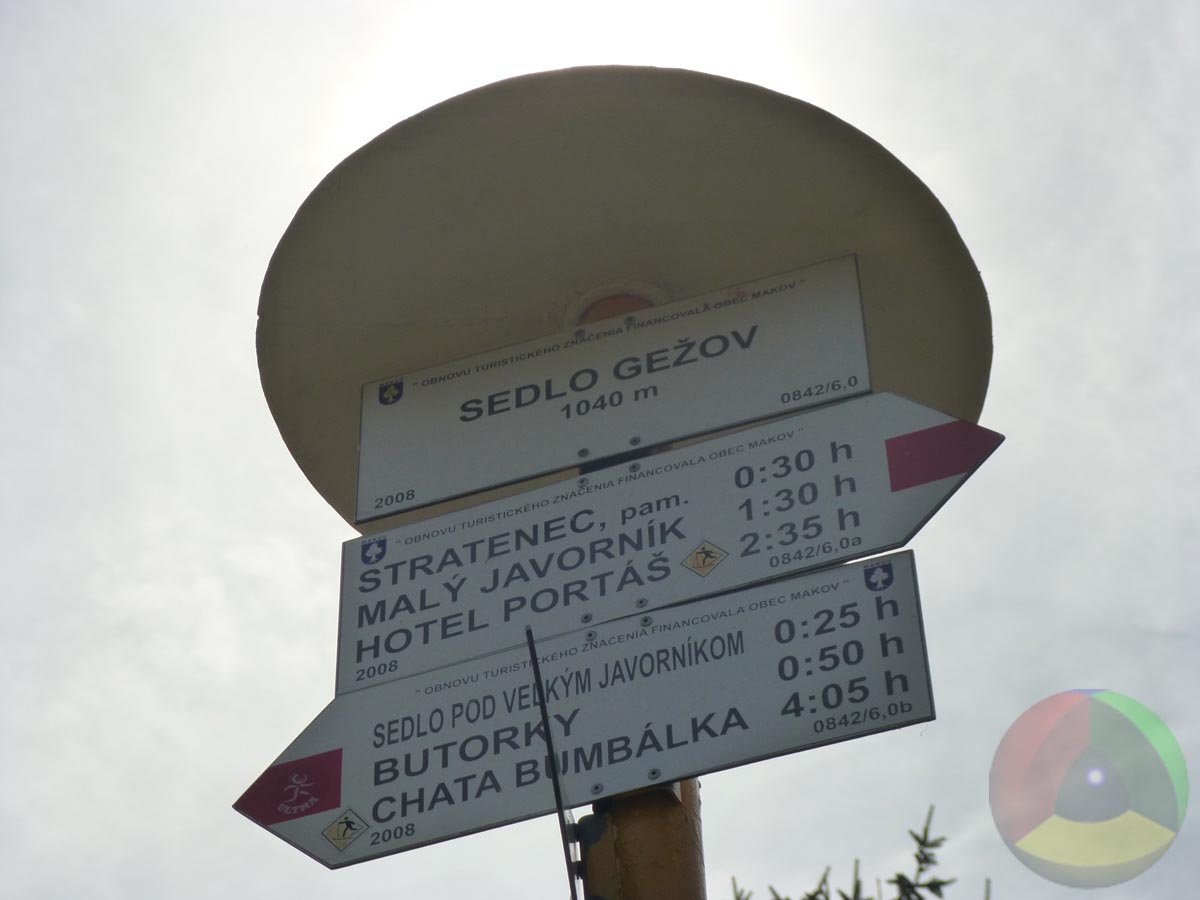 " OBNOVU TURISTICKÉHO ZNAČENIA FINANCOVALA OBEC MAKOV "
SEDLO GEŽOV
1040 m
2008
0842/6,0
" OBNOVU TURISTICKÉHO ZNAČENIA FINANCOVALA OBEC MAKOV "
STRATENEC, pam. 0:30 h
MALÝ JAVORNÍK 1:30 h
HOTEL PORTÁŠ 2:35 h
2008
0842/6,0a
" OBNOVU TURISTICKÉHO ZNAČENIA FINANCOVALA OBEC MAKOV "
SEDLO POD VEĽKÝM JAVORNÍKOM 0:25 h
BUTORKY 0:50 h
CHATA BUMBÁLKA 4:05 h
ULTRA
2008
0842/6,0b